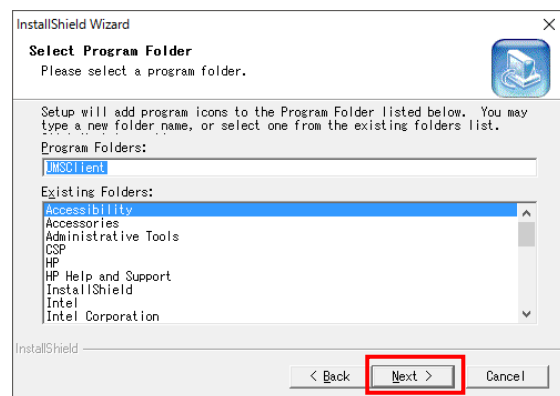 InstallShield Wizard
Select Program Folder
Please select a program folder.
Setup will add program icons to the Program Folder listed below. You may
type a new folder name, or select one from the existing folders list.
Program Folders:
UMSClient
Existing Folders:
Accessibility
Accessories
Administrative Tools
CSP
HP
HP Help and Support
InstallShield
Intel
Intel Corporation
InstallShield
< Back
Next >
Cancel